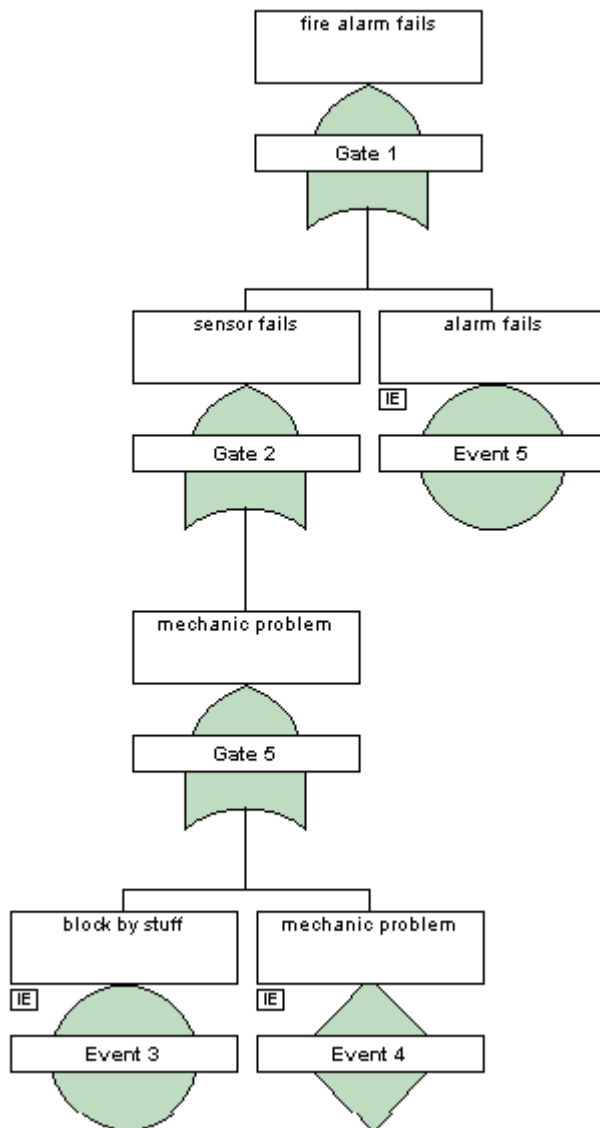 fire alarm fails
Gate 1
sensor fails
alarm fails
IE
Gate 2
Event 5
mechanic problem
Gate 5
block by stuff
mechanic problem
IE
IE
Event 3
Event 4